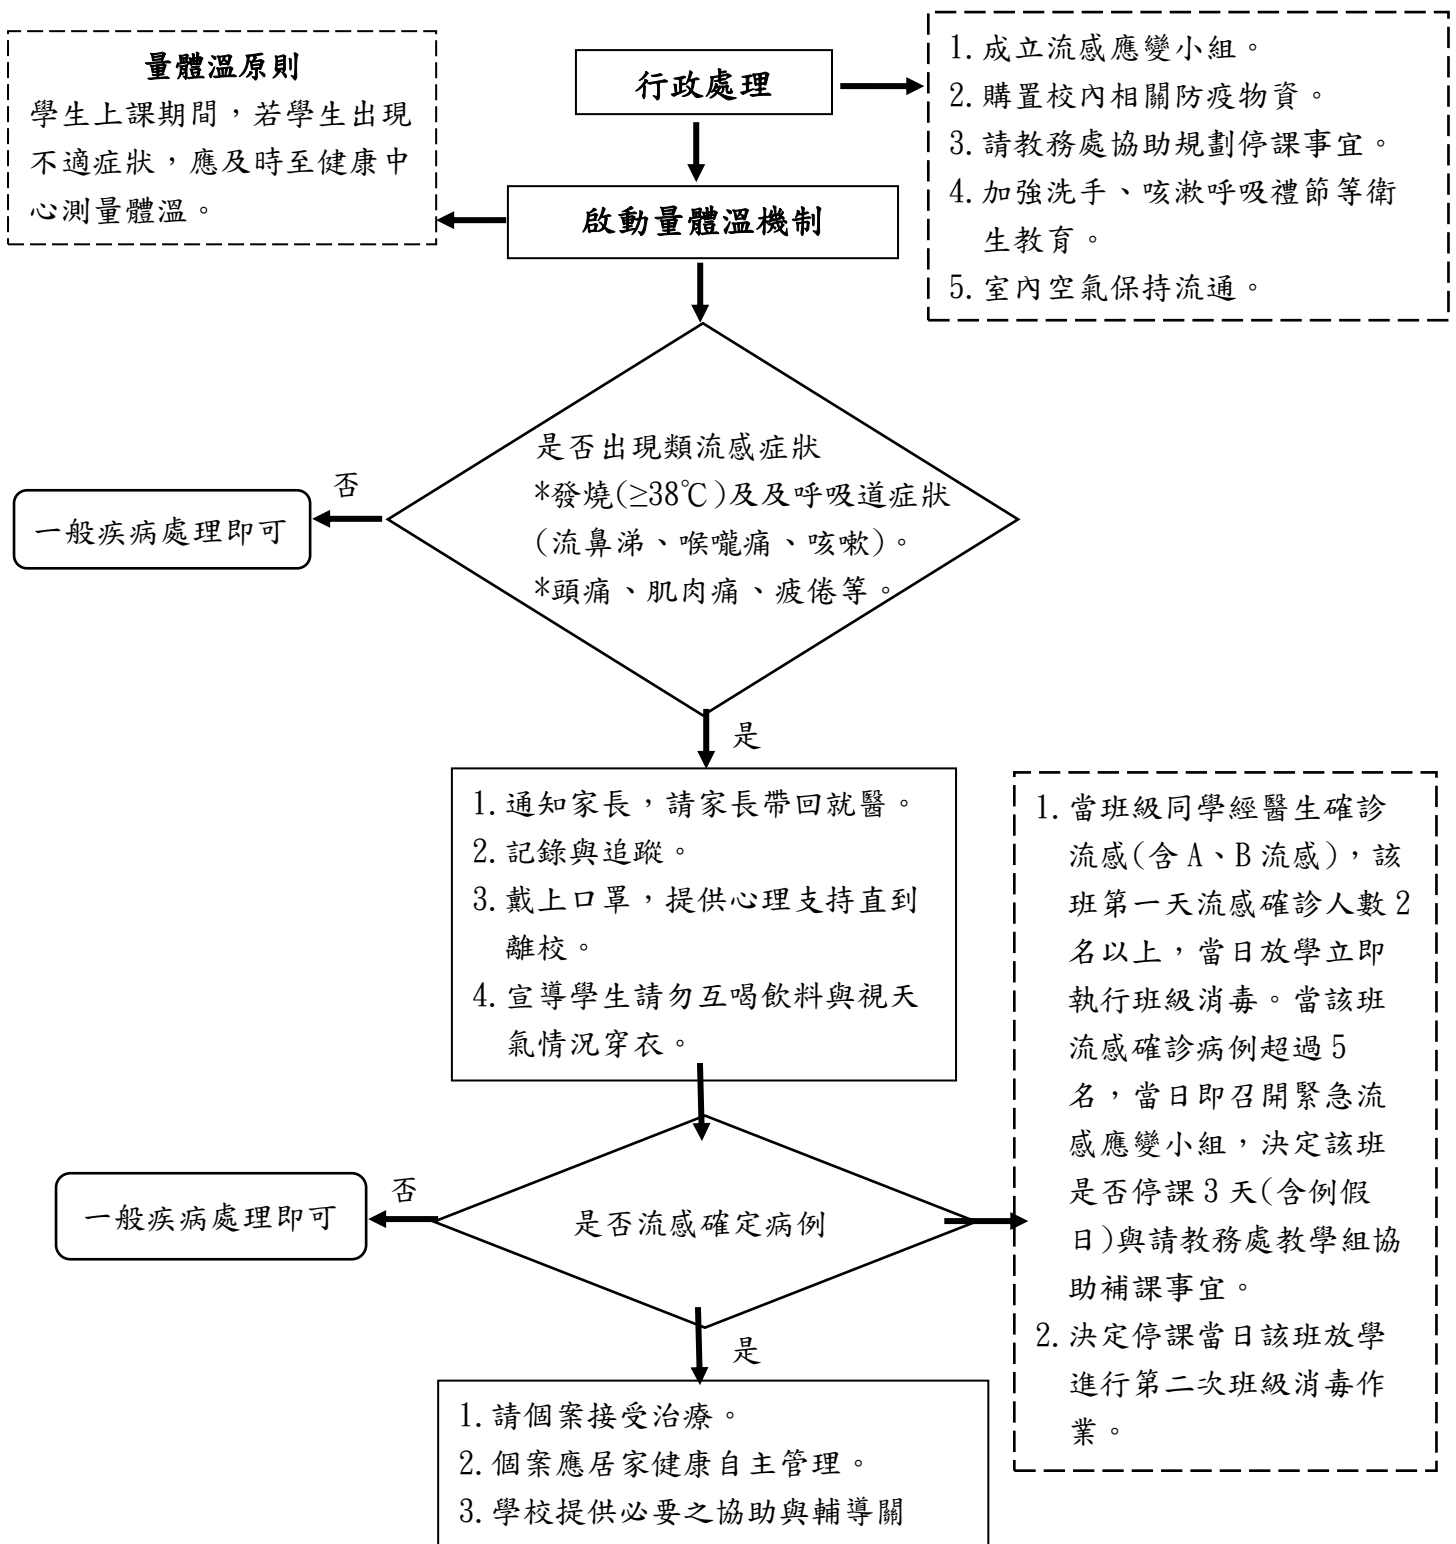 量體溫原則
學生上課期間，若學生出現
不適症狀，應及時至健康中
心測量體溫。
行政處理
1.成立流感應變小組。
2.購置校內相關防疫物資。
3.請教務處協助規劃停課事宜。
4.加強洗手、咳漱呼吸禮節等衛
生教育。
5.室內空氣保持流通。
啟動量體溫機制
是否出現類流感症狀
*發燒(≥38℃)及及呼吸道症狀
(流鼻涕、喉嚨痛、咳嗽)。
*頭痛、肌肉痛、疲倦等。
否
一般疾病處理即可
是
1.通知家長，請家長帶回就醫。
2.記錄與追蹤。
3.戴上口罩，提供心理支持直到
離校。
4.宣導學生請勿互喝飲料與視天
氣情況穿衣。
1.當班級同學經醫生確診
流感(含A、B流感)，該
班第一天流感確診人數2
名以上，當日放學立即
執行班級消毒。當該班
流感確診病例超過5
名，當日即召開緊急流
感應變小組，決定該班
是否停課3天(含例假
日)與請教務處教學組協
助補課事宜。
2.決定停課當日該班放學
進行第二次班級消毒作
業。
是否流感確定病例
否
一般疾病處理即可
是
1.請個案接受治療。
2.個案應居家健康自主管理。
3.學校提供必要之協助與輔導關